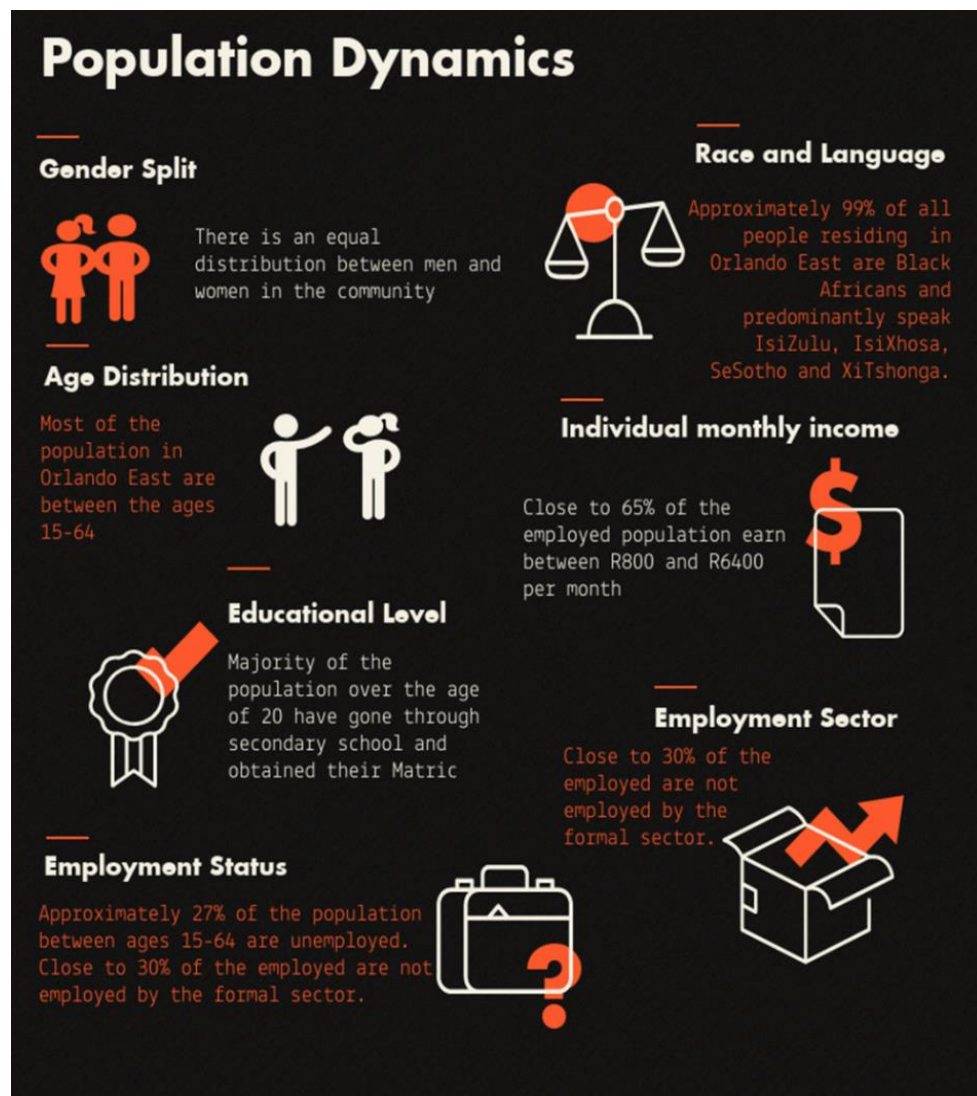 Population Dynamics
Gender Split
There is an equal
distribution between men and
women in the community
Race and Language
Approximately 99% of all
people residing in
Orlando East are Black
Africans and
predominantly speak
IsiZulu, IsiXhosa,
SeSotho and XiTshonga.
Age Distribution
Most of the
population in
Orlando East are
between the ages
15-64
Individual monthly income
Close to 65% of the
employed population earn
between R800 and R6400
per month
$
Educational Level
Majority of the
population over the age
of 20 have gone through
secondary school and
obtained their Matric
Employment Sector
Close to 30% of the
employed are not
employed by the
formal sector.
Employment Status
Approximately 27% of the population
between ages 15-64 are unemployed.
Close to 30% of the employed are not
employed by the formal sector.
?